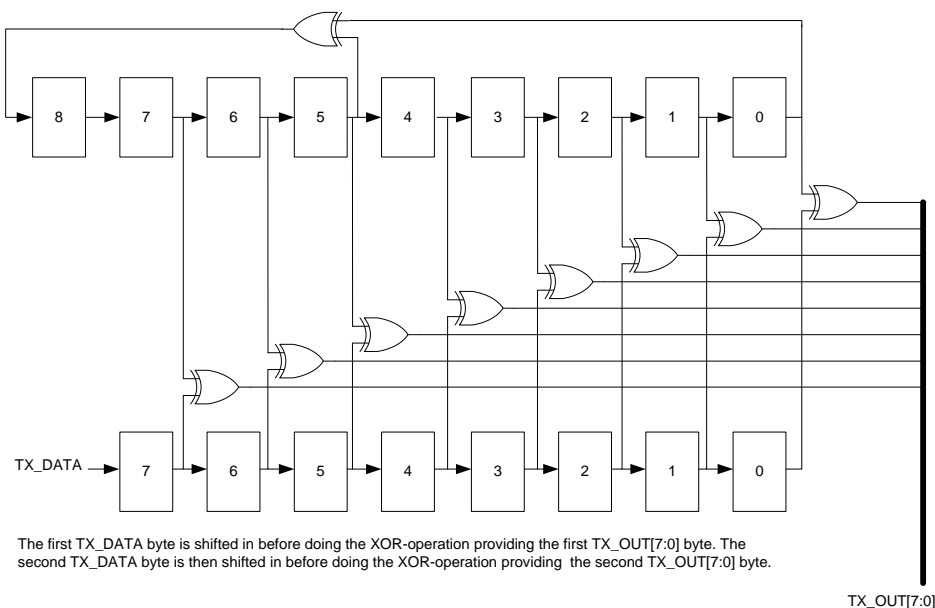 8 7 6 5 4 3 2 1 0
TX_DATA 7 6 5 4 3 2 1 0
The first TX_DATA byte is shifted in before doing the XOR-operation providing the first TX_OUT[7:0] byte. The
second TX_DATA byte is then shifted in before doing the XOR-operation providing the second TX_OUT[7:0] byte.
TX_OUT[7:0]